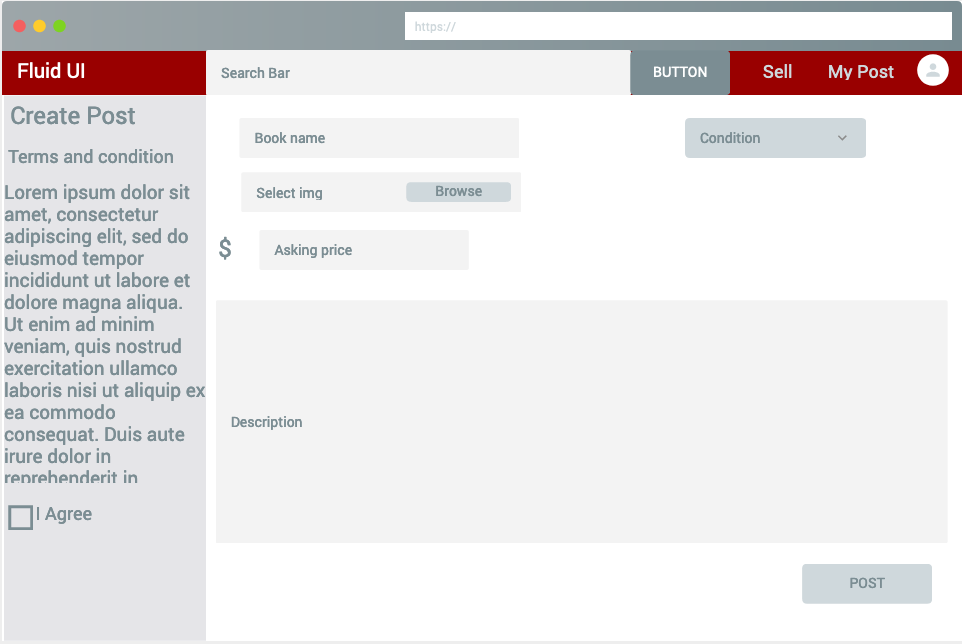 https://
Fluid UI
Search Bar
BUTTON
Sell
My Post
Create Post
Terms and condition
Lorem ipsum dolor sit
amet, consectetur
adipiscing elit, sed do
eiusmod tempor
incididunt ut labore et
dolore magna aliqua.
Ut enim ad minim
veniam, quis nostrud
exercitation ullamco
laboris nisi ut aliquip ex
ea commodo
consequat. Duis aute
irure dolor in
reprehenderit in
I Agree
Book name
Condition
Select img
Browse
$
Asking price
Description
POST